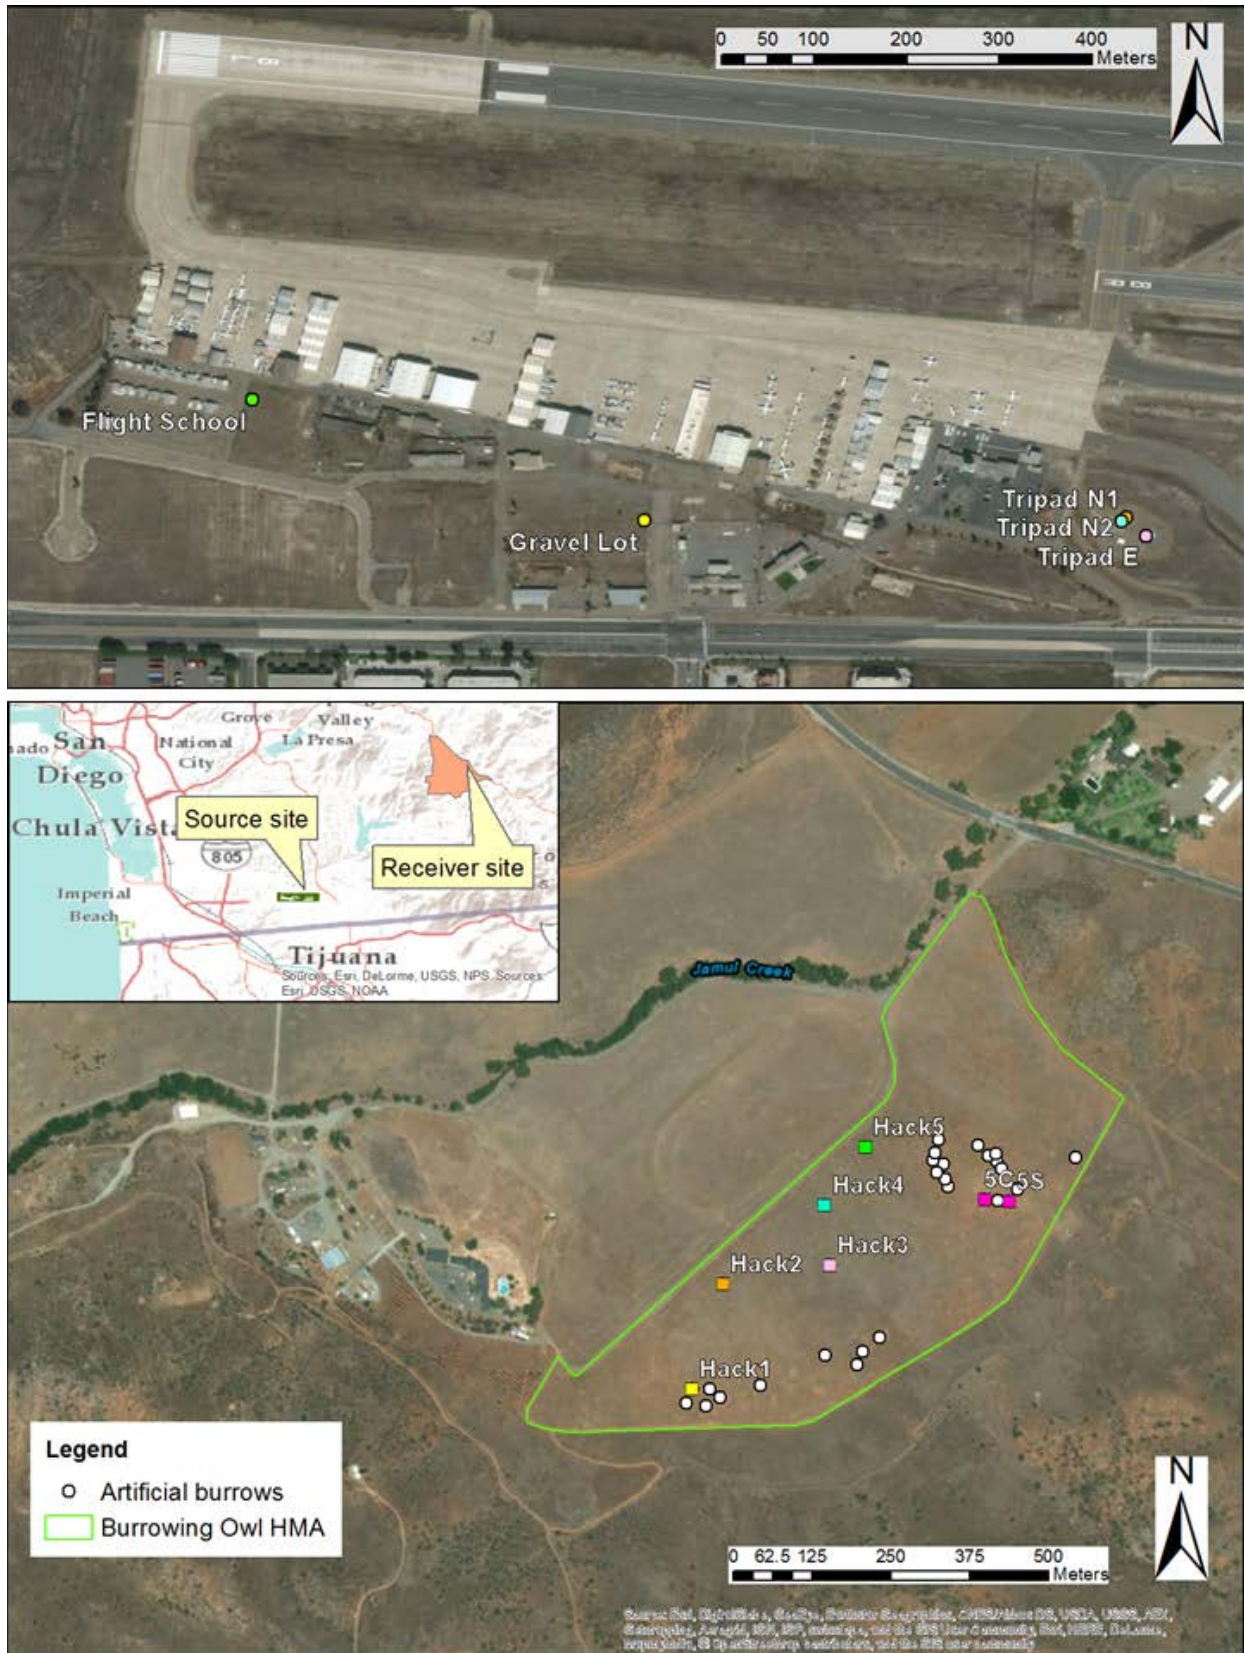 0 50 100 200 300 400
Meters
N
Flight School
Gravel Lot
Tripad N1
Tripad N2
Tripad E
Grove
Valley
La Presa
San
Diego
National
City
Chula Vista
Source site
Receiver site
805
Imperial
Beach
Tijuana
Sources: Esri, DeLorme, USGS, NPS, Sources:
Esri, USGS, NOAA
Jamul Creek
Hack5
Hack4
5C5S
Hack3
Hack2
Hack1
Legend
Artificial burrows
Burrowing Owl HMA
N
0 62.5 125 250 375 500
Meters